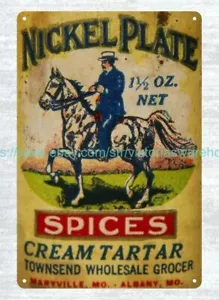 NICKEL PLATE
1½ OZ.
NET
SPICES
CREAM TARTAR
TOWNSEND WHOLESALE GROCER
MARYVILLE, MO. - ALBANY, MO.